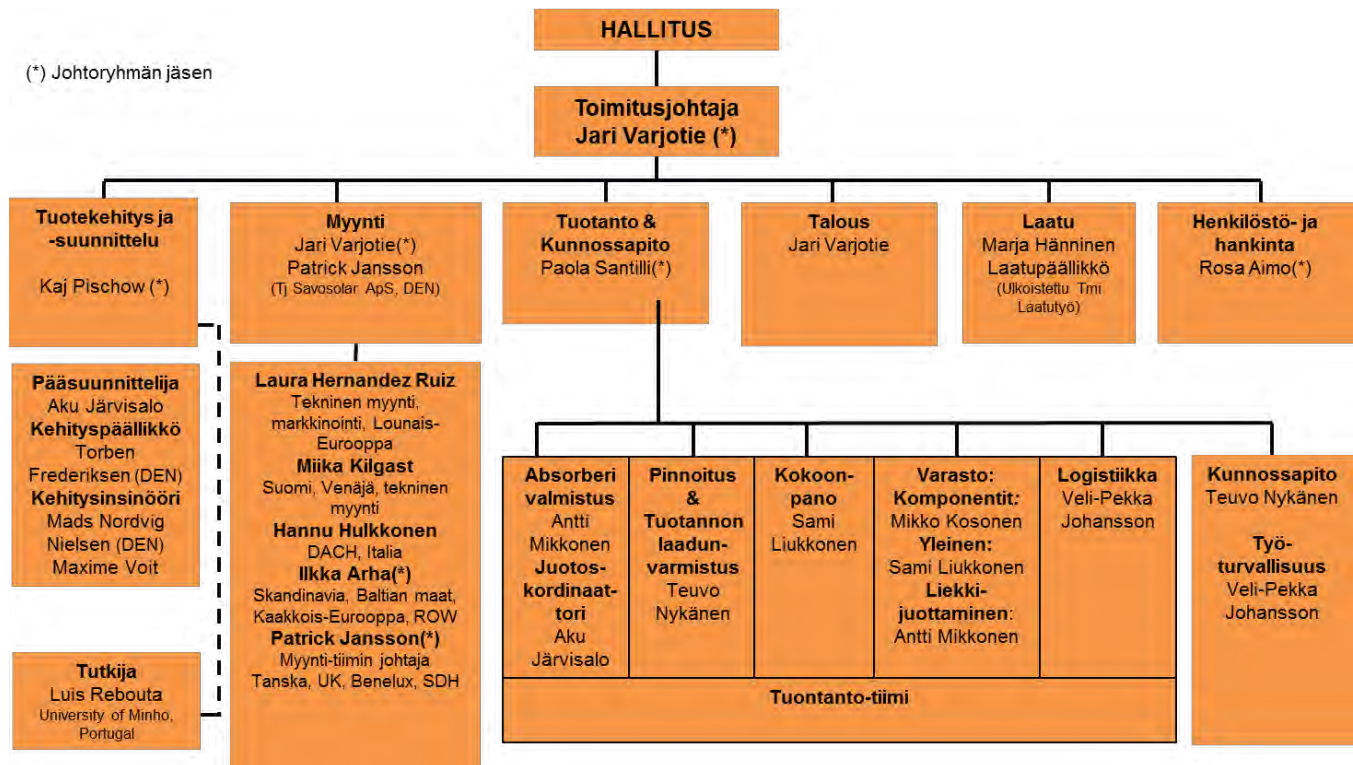 HALLITUS
(*) Johtoryhmän jäsen
Toimitusjohtaja
Jari Varjotie (*)
Tuotekehitys ja
-suunnittelu
Kaj Pischow (*)
Myynti
Jari Varjotie(*)
Patrick Jansson
(Tj Savosolar ApS, DEN)
Tuotanto &
Kunnossapito
Paola Santilli(*)
Talous
Jari Varjotie
Laatu
Marja Hänninen
Laatupäällikkö
(Ulkoistettu Tmi
Laatutyö)
Henkilöstö- ja
hankinta
Rosa Aimo(*)
Pääsuunnittelija
Aku Järvisalo
Kehityspäällikkö
Torben
Frederiksen (DEN)
Kehitysinsinööri
Mads Nordvig
Nielsen (DEN)
Maxime Voit
Tutkija
Luis Rebouta
University of Minho,
Portugal
Laura Hernandez Ruiz
Tekninen myynti,
markkinointi, Lounais-
Eurooppa
Miika Kilgast
Suomi, Venäjä, tekninen
myynti
Hannu Hulkkonen
DACH, Italia
Ilkka Arha(*)
Skandinavia, Baltian maat,
Kaakkois-Eurooppa, ROW
Patrick Jansson(*)
Myynti-tiimin johtaja
Tanska, UK, Benelux, SDH
Absorberi
valmistus
Antti
Mikkonen
Juotos-
kordinaat-
tori
Aku
Järvisalo
Pinnoitus
&
Tuotannon
laadun-
varmistus
Teuvo
Nykänen
Kokoon-
pano
Sami
Liukkonen
Varasto:
Komponentit:
Mikko Kosonen
Yleinen:
Sami Liukkonen
Liekki-
juottaminen:
Antti Mikkonen
Logistiikka
Veli-Pekka
Johansson
Tuontanto-tiimi
Kunnossapito
Teuvo Nykänen
Työ-
turvallisuus
Veli-Pekka
Johansson